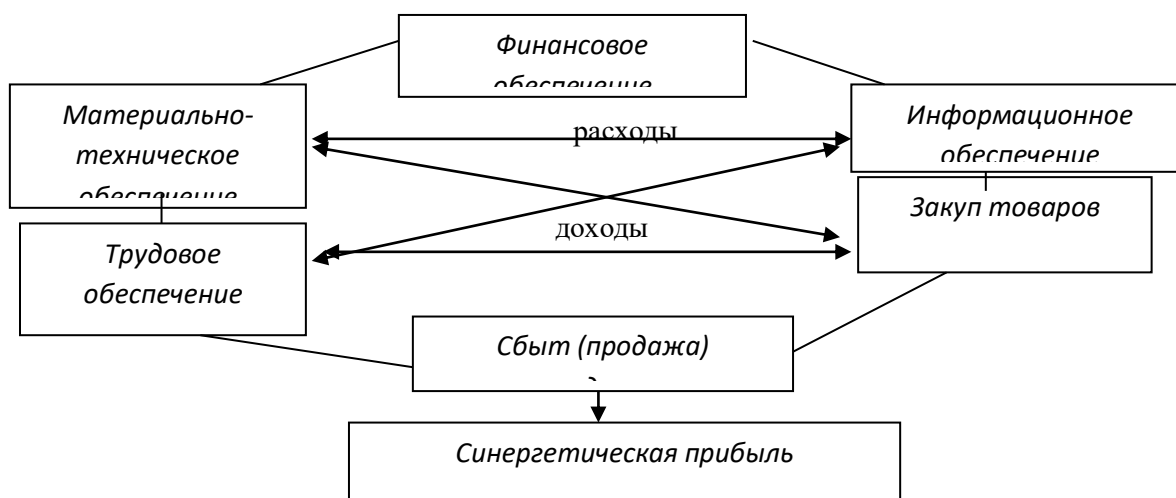 Финансовое
обеспечение
Материально-
техническое
обеспечение
расходы
Информационное
обеспечение
Закуп товаров
доходы
Трудовое
обеспечение
Сбыт (продажа)
Синергетическая прибыль